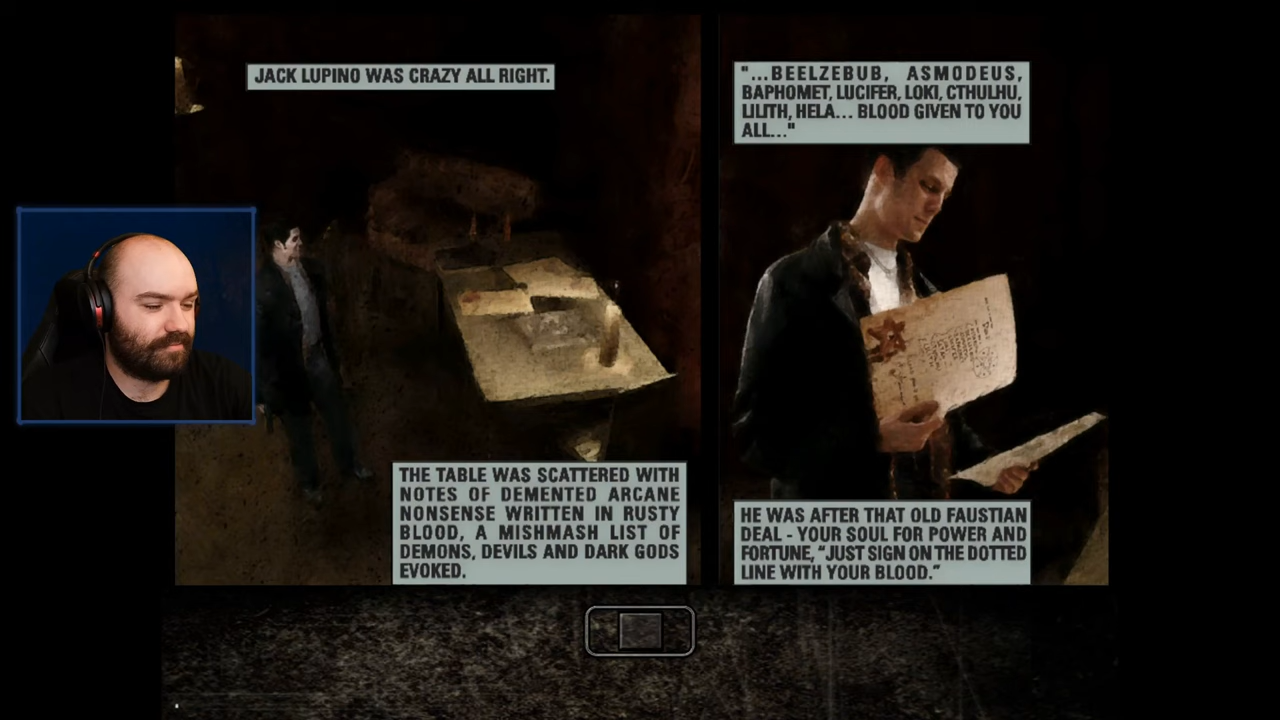 JACK LUPINO WAS CRAZY ALL RIGHT.
THE TABLE WAS SCATTERED WITH
NOTES OF DEMENTED ARCANE
NONSENSE WRITTEN IN RUSTY
BLOOD, A MISHMASH LIST OF
DEMONS, DEVILS AND DARK GODS
EVOKED.
"...BEELZEBUB, ASMODEUS,
BAPHOMET, LUCIFER, LOKI, CTHULHU,
LILITH, HELA... BLOOD GIVEN TO YOU
ALL..."
HE WAS AFTER THAT OLD FAUSTIAN
DEAL - YOUR SOUL FOR POWER AND
FORTUNE, "JUST SIGN ON THE DOTTED
LINE WITH YOUR BLOOD."